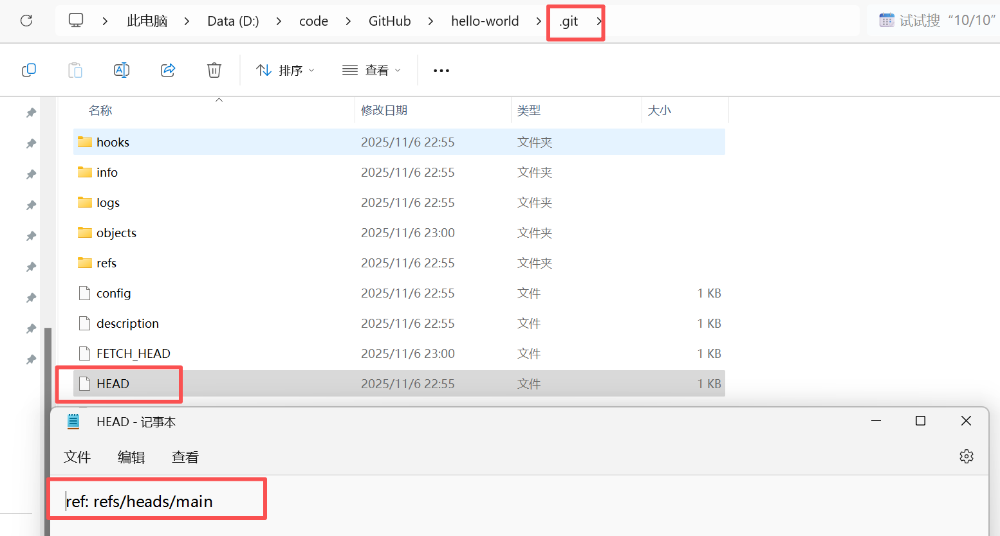 此电脑 > Data (D:) > code > GitHub > hello-world > .git >
试试搜 “10/10”
排序 查看
名称 修改日期 类型 大小
hooks 2025/11/6 22:55 文件夹
info 2025/11/6 22:55 文件夹
logs 2025/11/6 22:55 文件夹
objects 2025/11/6 23:00 文件夹
refs 2025/11/6 22:55 文件夹
config 2025/11/6 22:55 文件 1 KB
description 2025/11/6 22:55 文件 1 KB
FETCH_HEAD 2025/11/6 23:00 文件 1 KB
HEAD 2025/11/6 22:55 文件 1 KB
HEAD - 记事本
文件 编辑 查看
ref: refs/heads/main